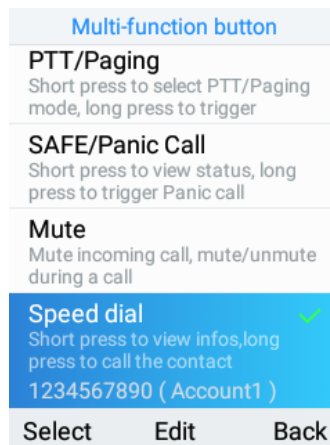 Multi-function button
PTT/Paging
Short press to select PTT/Paging
mode, long press to trigger
SAFE/Panic Call
Short press to view status, long
press to trigger Panic call
Mute
Mute incoming call, mute/unmute
during a call
Speed dial
Short press to view infos,long
press to call the contact
1234567890 ( Account1 )
Select Edit Back